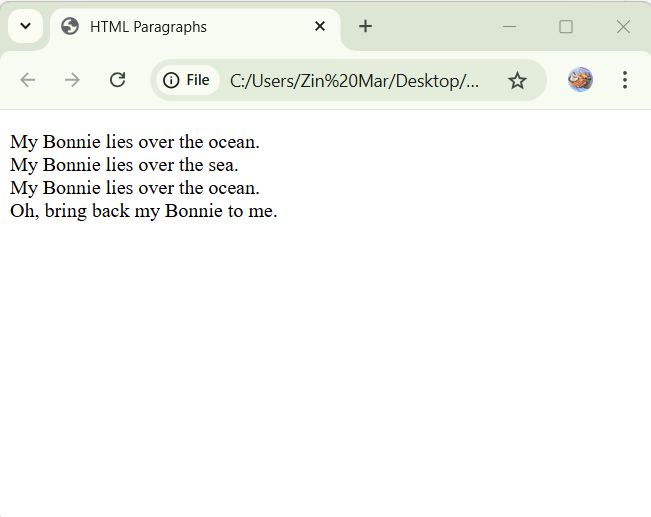 HTML Paragraphs
File C:/Users/Zin%20Mar/Desktop/...
My Bonnie lies over the ocean.
My Bonnie lies over the sea.
My Bonnie lies over the ocean.
Oh, bring back my Bonnie to me.